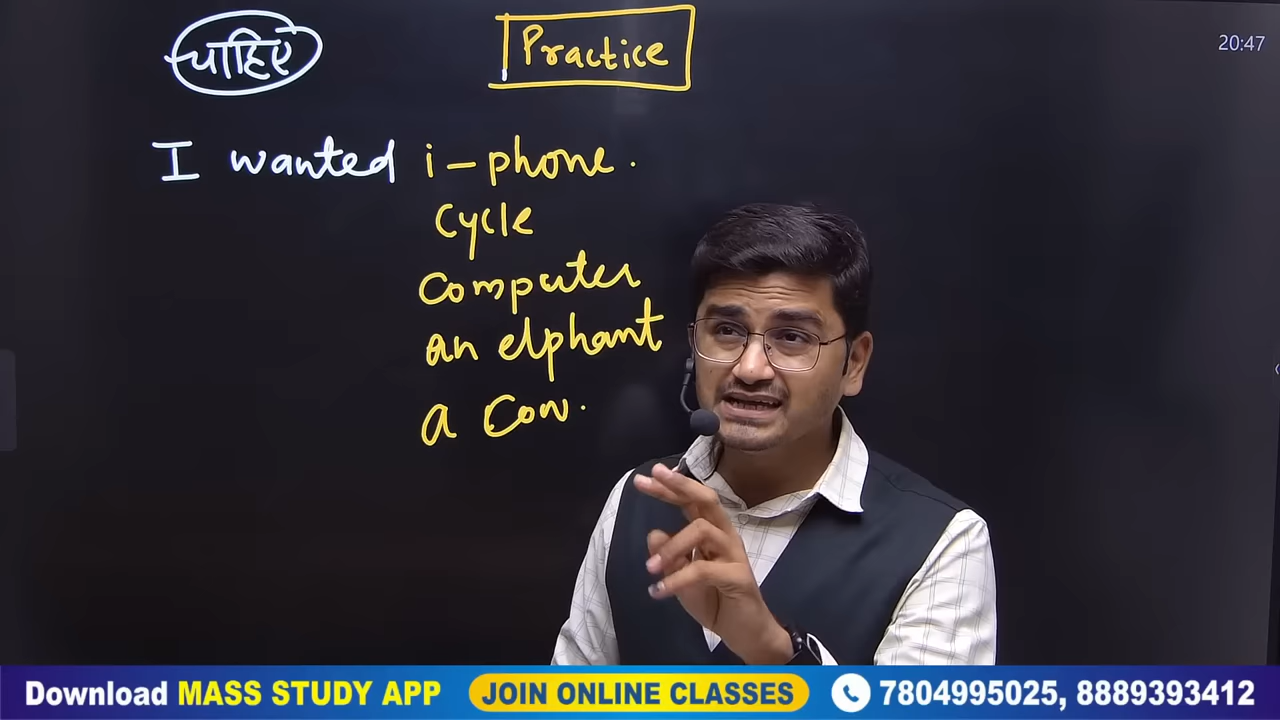 चाहिए
Practice
20:47
I wanted i-phone.
Cycle
Computer
an elphant
a Cow.
Download MASS STUDY APP JOIN ONLINE CLASSES 7804995025, 8889393412